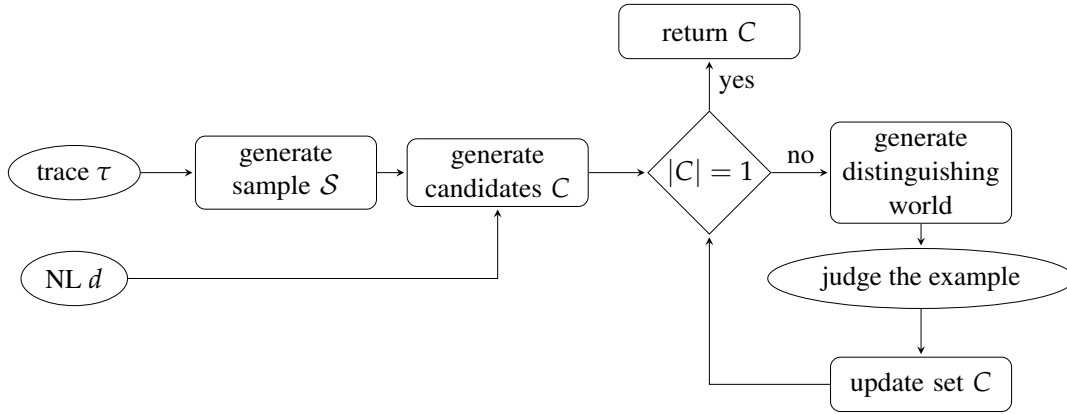 return C
yes
trace τ
generate
sample 𝒮
generate
candidates C
|C| = 1
no
generate
distinguishing
world
NL d
judge the example
update set C